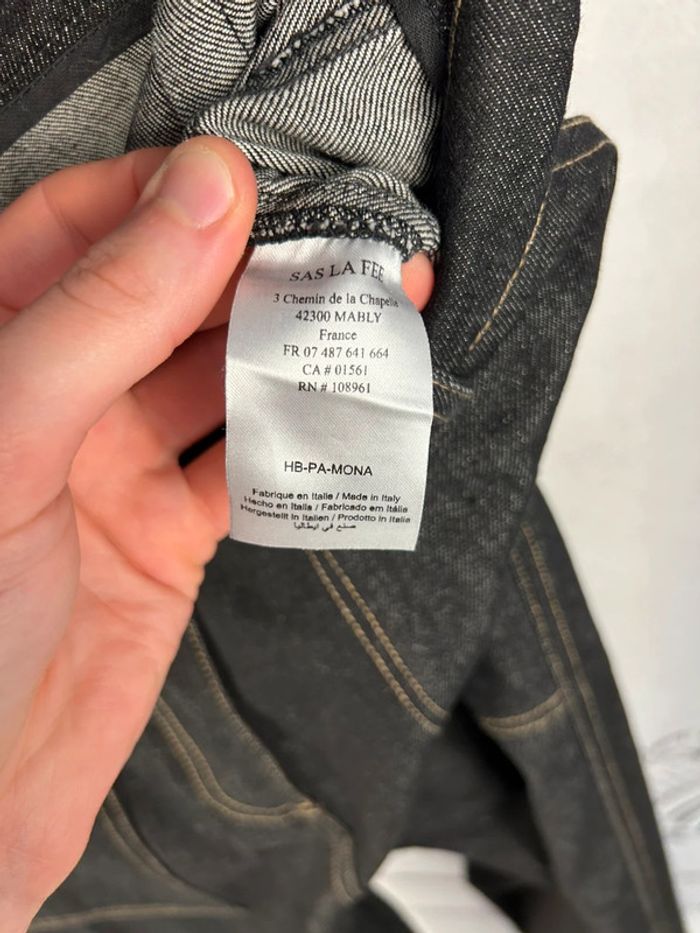 SAS LA FEE
3 Chemin de la Chapelle
42300 MABLY
France
FR 07 487 641 664
CA # 01561
RN # 108961
HB-PA-MONA
Fabrique en Italie / Made in Italy
Hecho en Italia / Fabricado em Itália
Hergestellt in Italien / Prodotto in Italia
صنع في ايطاليا